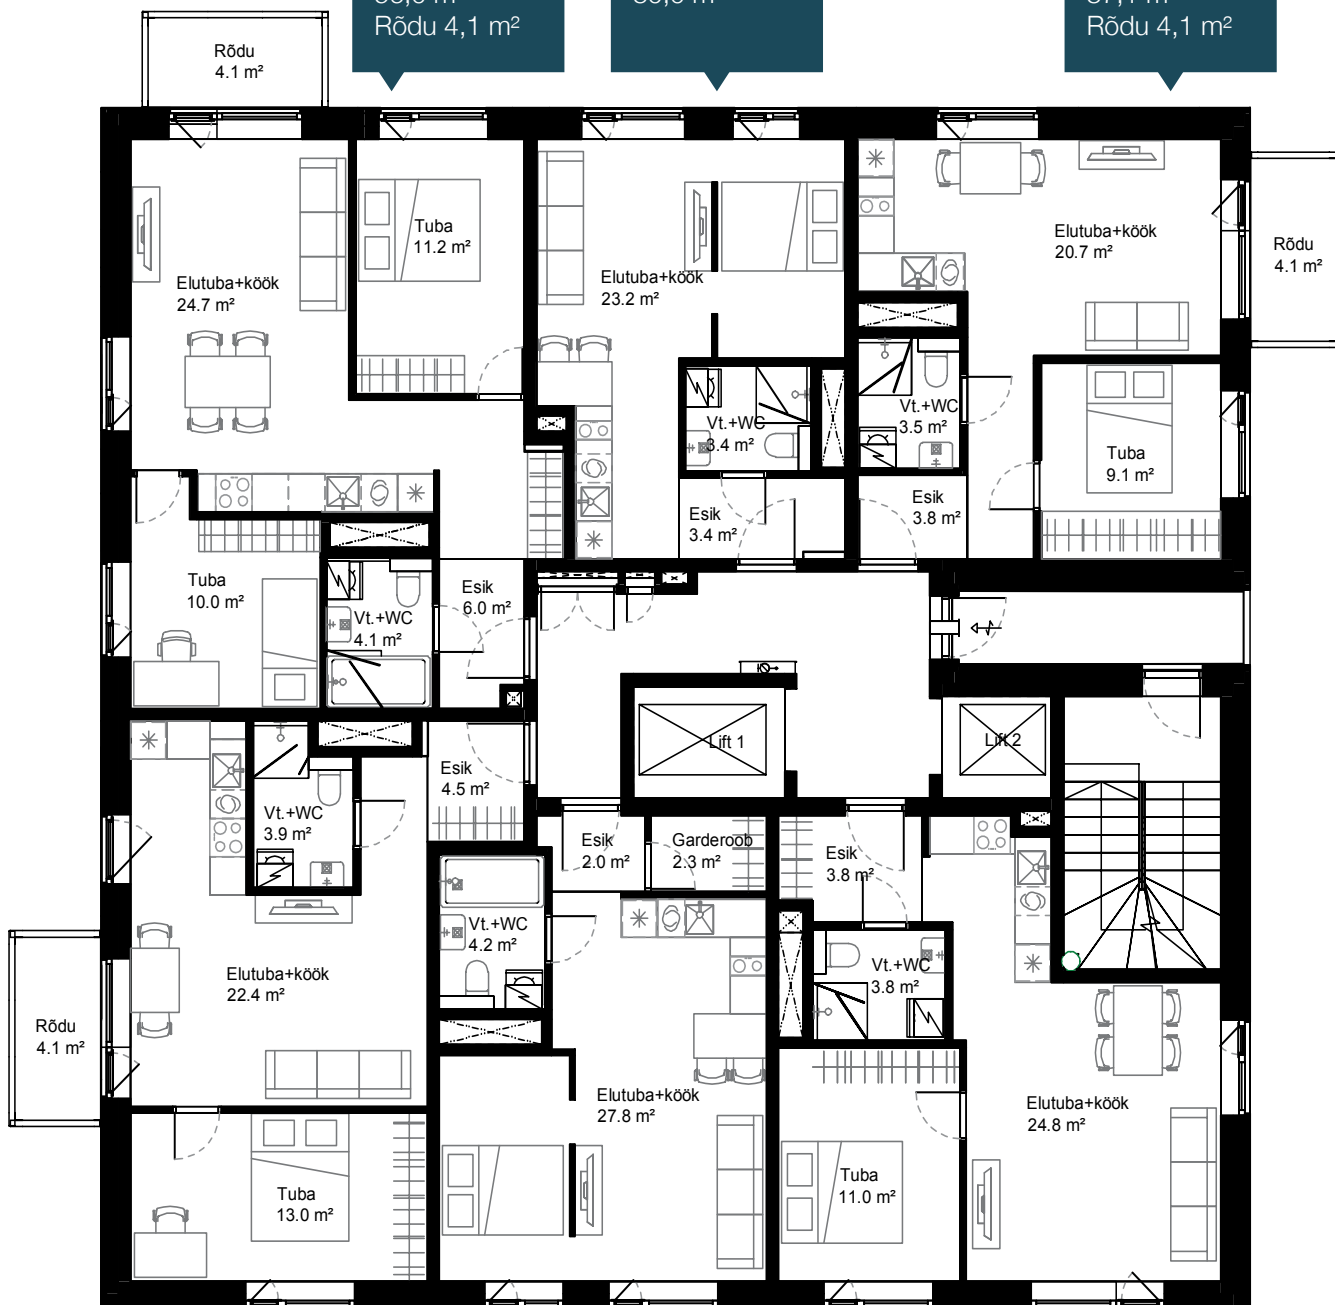 Rõdu 4,1 m²
Rõdu 4,1 m²
Rõdu
4.1 m²
Tuba
11.2 m²
Elutuba+köök
24.7 m²
Elutuba+köök
23.2 m²
Elutuba+köök
20.7 m²
Rõdu
4.1 m²
Vt.+WC
3.4 m²
Vt.+WC
3.5 m²
Tuba
9.1 m²
Esik
3.4 m²
Esik
3.8 m²
Tuba
10.0 m²
Vt.+WC
4.1 m²
Esik
6.0 m²
Lift 1
Lift 2
Esik
4.5 m²
Vt.+WC
3.9 m²
Esik
2.0 m²
Garderoob
2.3 m²
Esik
3.8 m²
Vt.+WC
4.2 m²
Vt.+WC
3.8 m²
Elutuba+köök
22.4 m²
Rõdu
4.1 m²
Elutuba+köök
27.8 m²
Elutuba+köök
24.8 m²
Tuba
13.0 m²
Tuba
11.0 m²